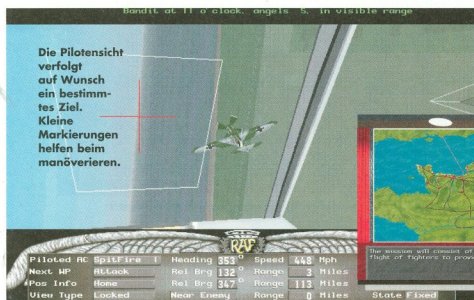 Bandit at 11 o'clock, angels 5, in visible range
Die Pilotensicht
verfolgt
auf Wunsch
ein bestimm-
tes Ziel.
Kleine
Markierungen
helfen beim
manöverieren.
RAF
Piloted AC SpitFire I Heading 353° Speed 448 Mph
Next WP Attack Rel Brg 132° Range 3 Miles
Pos Info Home Rel Brg 347° Range 113 Miles
View Type Locked Near Enemy Range 0 Miles
The mission will consist of
flight of fighters to prov
State Fixed